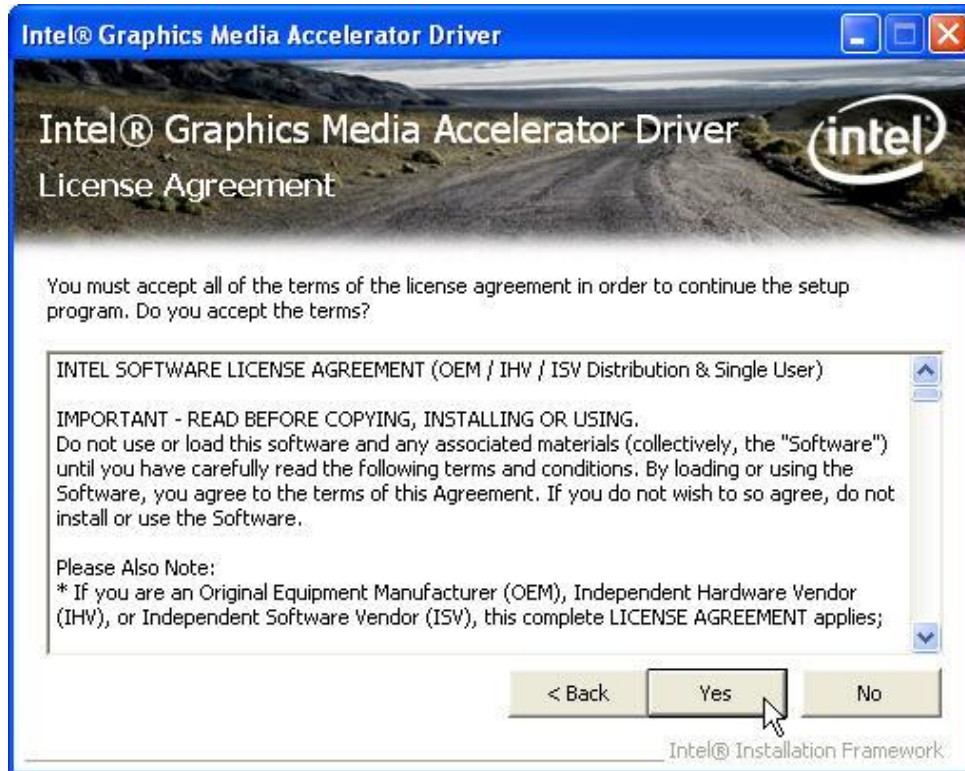 Intel® Graphics Media Accelerator Driver
Intel® Graphics Media Accelerator Driver
intel
License Agreement
You must accept all of the terms of the license agreement in order to continue the setup
program. Do you accept the terms?
INTEL SOFTWARE LICENSE AGREEMENT (OEM / IHV / ISV Distribution & Single User)
IMPORTANT - READ BEFORE COPYING, INSTALLING OR USING.
Do not use or load this software and any associated materials (collectively, the "Software")
until you have carefully read the following terms and conditions. By loading or using the
Software, you agree to the terms of this Agreement. If you do not wish to so agree, do not
install or use the Software.
Please Also Note:
* If you are an Original Equipment Manufacturer (OEM), Independent Hardware Vendor
(IHV), or Independent Software Vendor (ISV), this complete LICENSE AGREEMENT applies;
< Back Yes No
Intel® Installation Framework